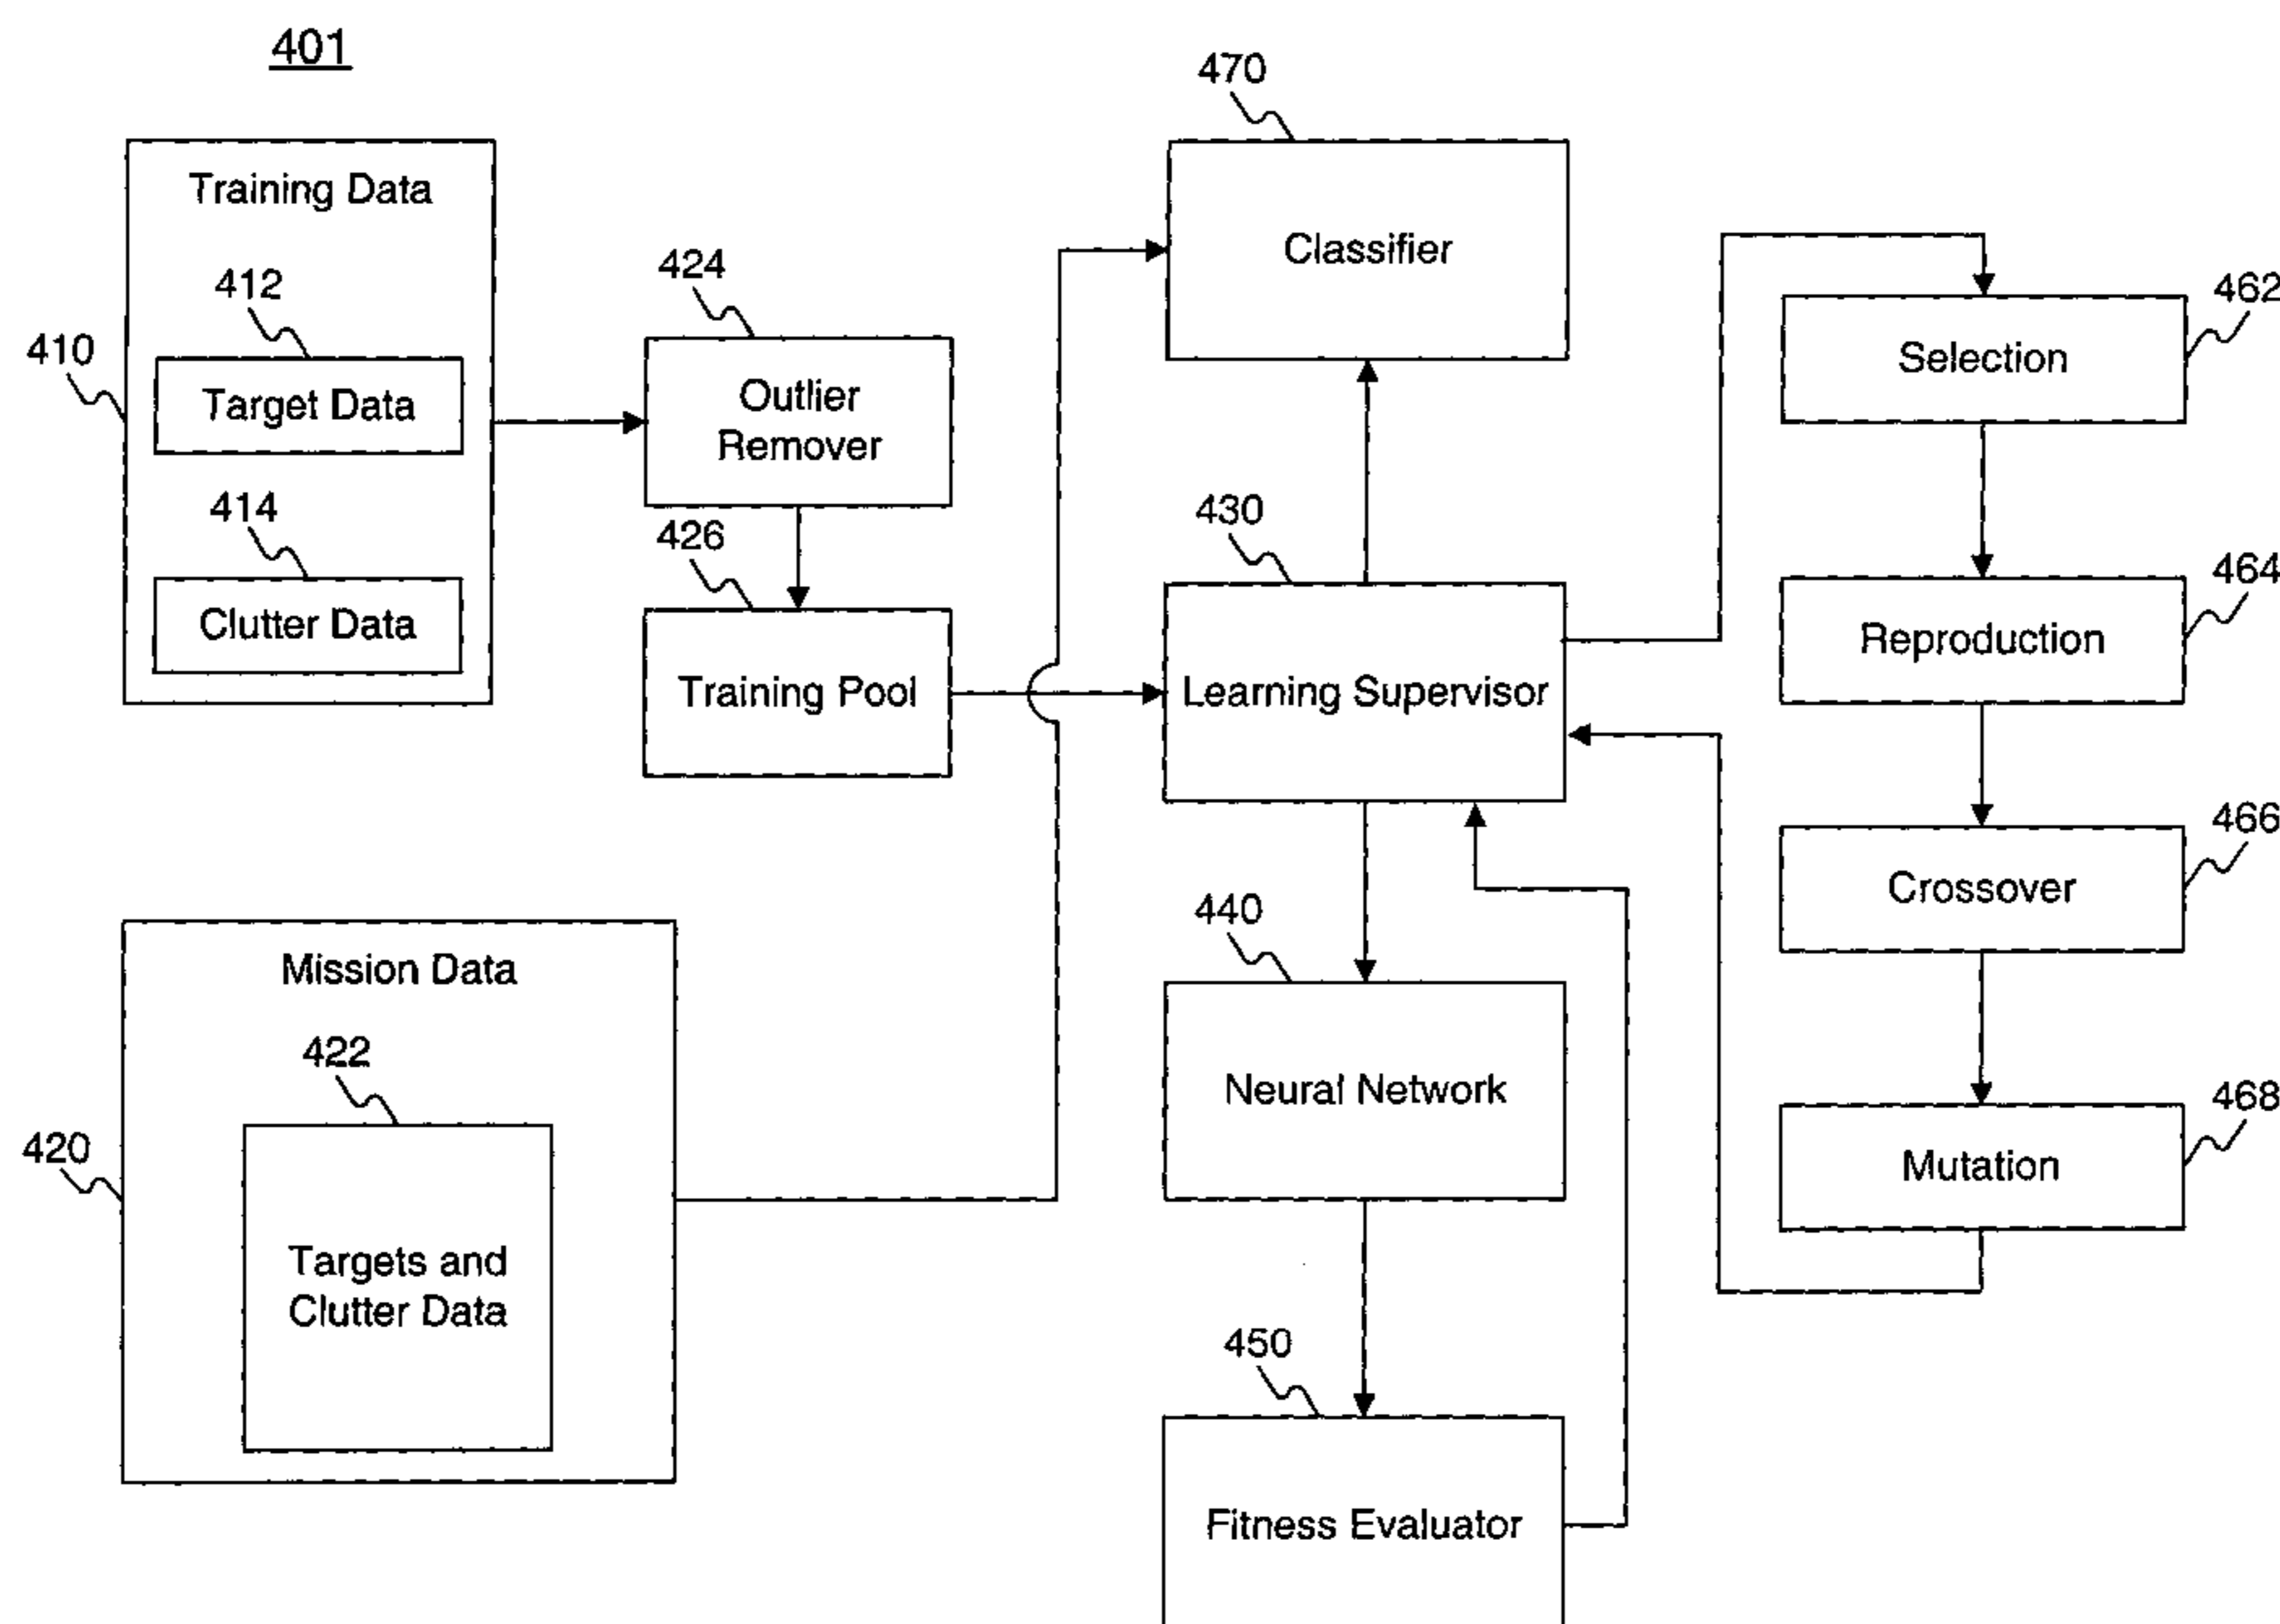 401
410
Training Data
412
Target Data
414
Clutter Data
424
Outlier
Remover
426
Training Pool
420
Mission Data
422
Targets and
Clutter Data
470
Classifier
430
Learning Supervisor
440
Neural Network
450
Fitness Evaluator
462
Selection
464
Reproduction
466
Crossover
468
Mutation